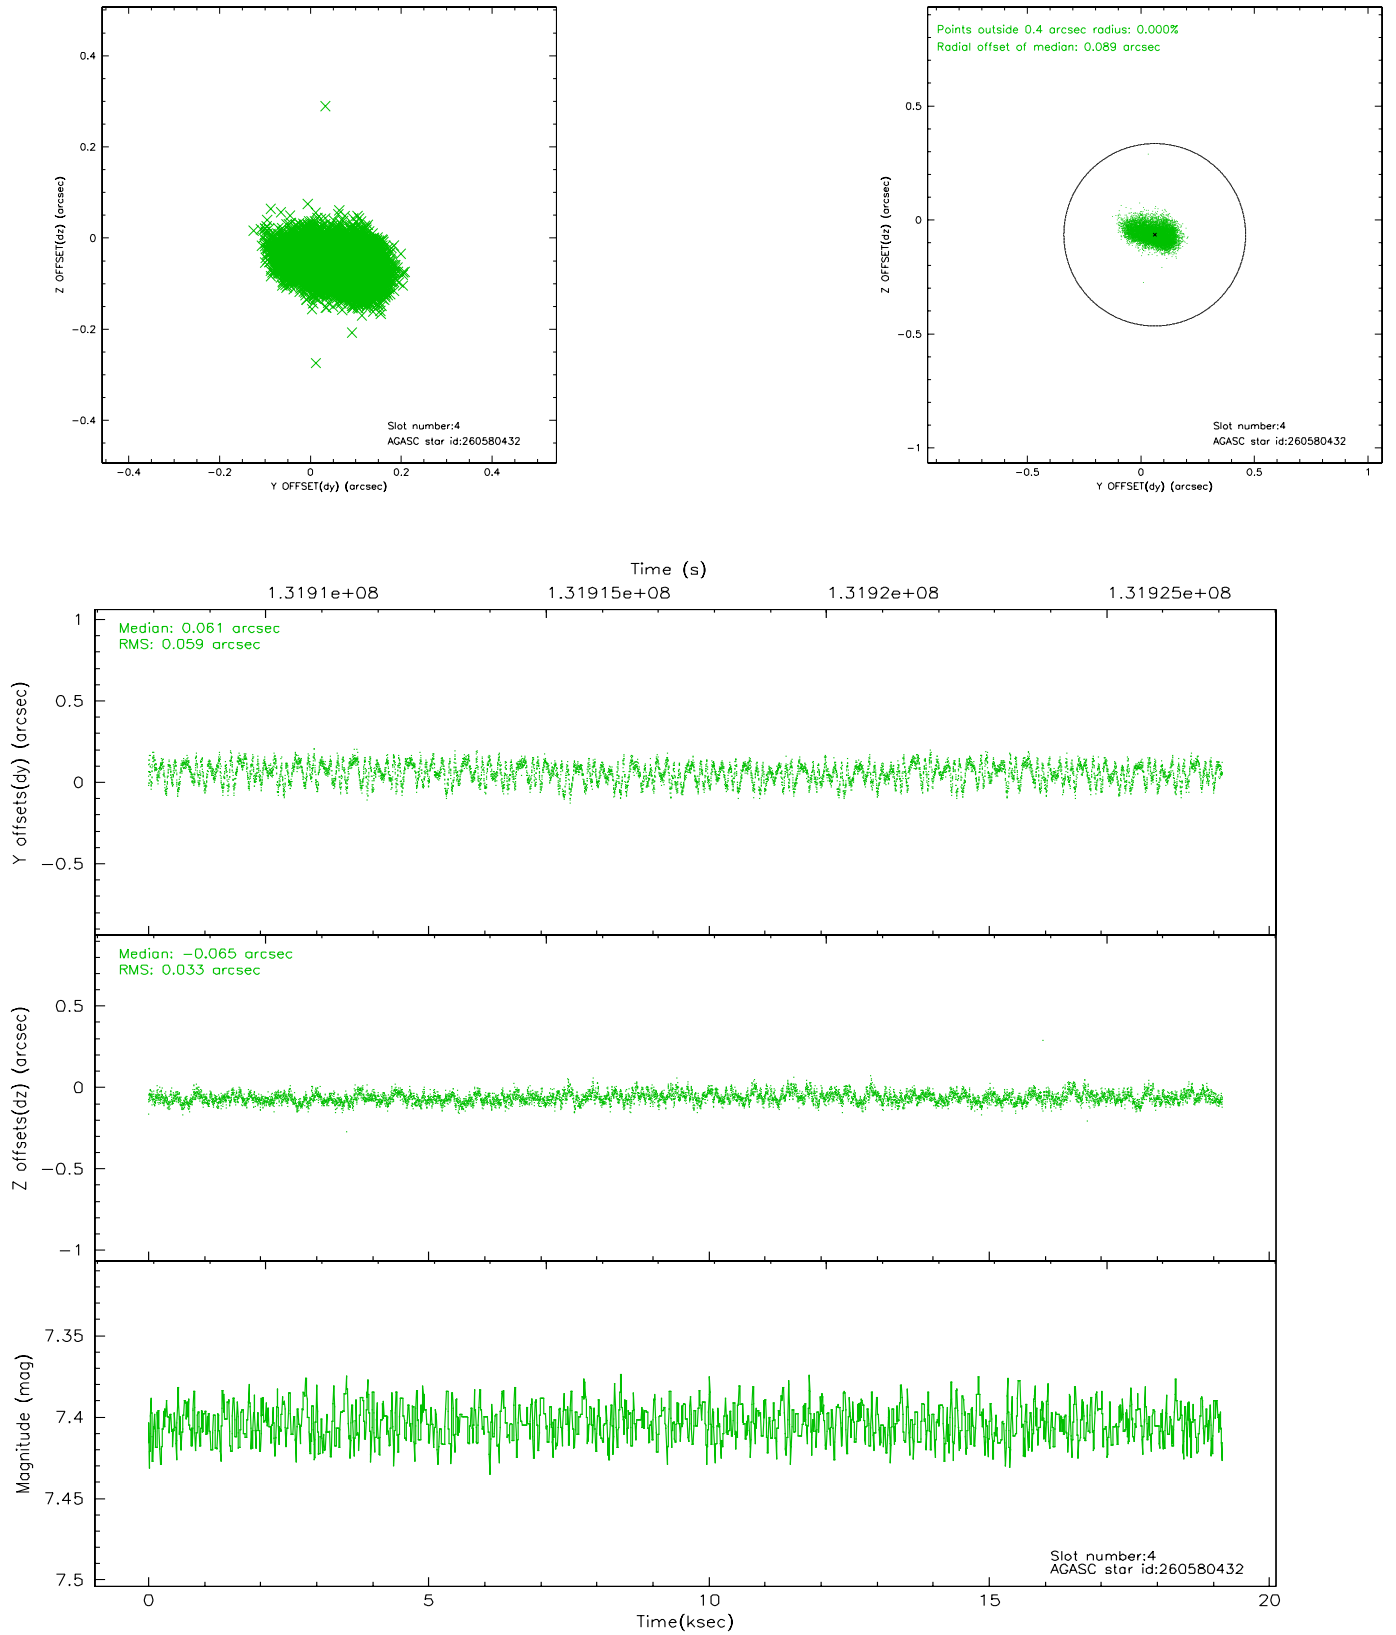 0.4
0.2
0
-0.2
-0.4
Z OFFSET(dz) (arcsec)
Slot number:4
AGASC star id:260580432
-0.4 -0.2 0 0.2 0.4
Y OFFSET(dy) (arcsec)
Points outside 0.4 arcsec radius: 0.000%
Radial offset of median: 0.089 arcsec
0.5
0
-0.5
-1
Z OFFSET(dz) (arcsec)
Slot number:4
AGASC star id:260580432
-0.5 0 0.5 1
Y OFFSET(dy) (arcsec)
Time (s)
1.3191e+08 1.31915e+08 1.3192e+08 1.31925e+08
Median: 0.061 arcsec
RMS: 0.059 arcsec
1
0.5
0
-0.5
Y offsets(dy) (arcsec)
Median: -0.065 arcsec
RMS: 0.033 arcsec
0.5
0
-0.5
-1
Z offsets(dz) (arcsec)
7.35
7.4
7.45
7.5
Magnitude (mag)
Slot number:4
AGASC star id:260580432
0 5 10 15 20
Time(ksec)